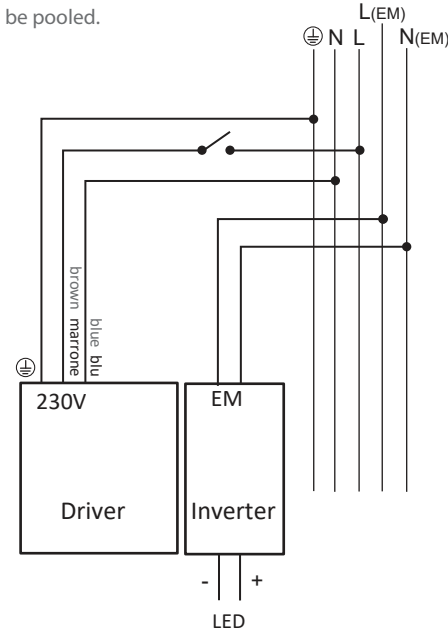 be pooled.
L(EM)
N L
N(EM)
brown marrone
blue blu
230V
EM
Driver
Inverter
- +
LED